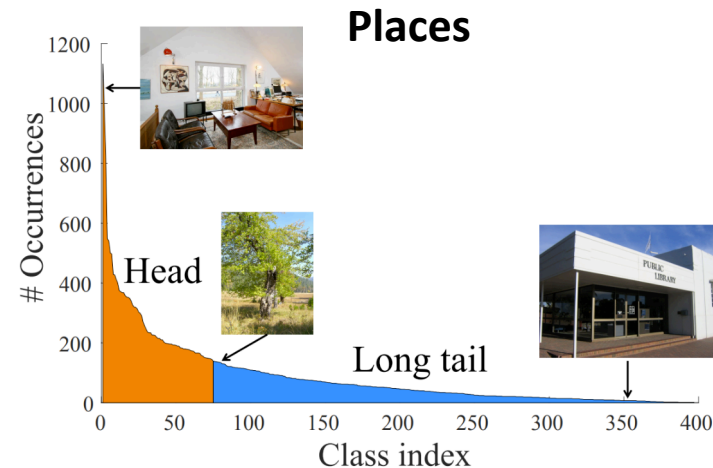 Places
1200
1000
800
600
400
200
0
# Occurrences
Head
Long tail
PUBLIC
LIBRARY
0 50 100 150 200 250 300 350 400
Class index